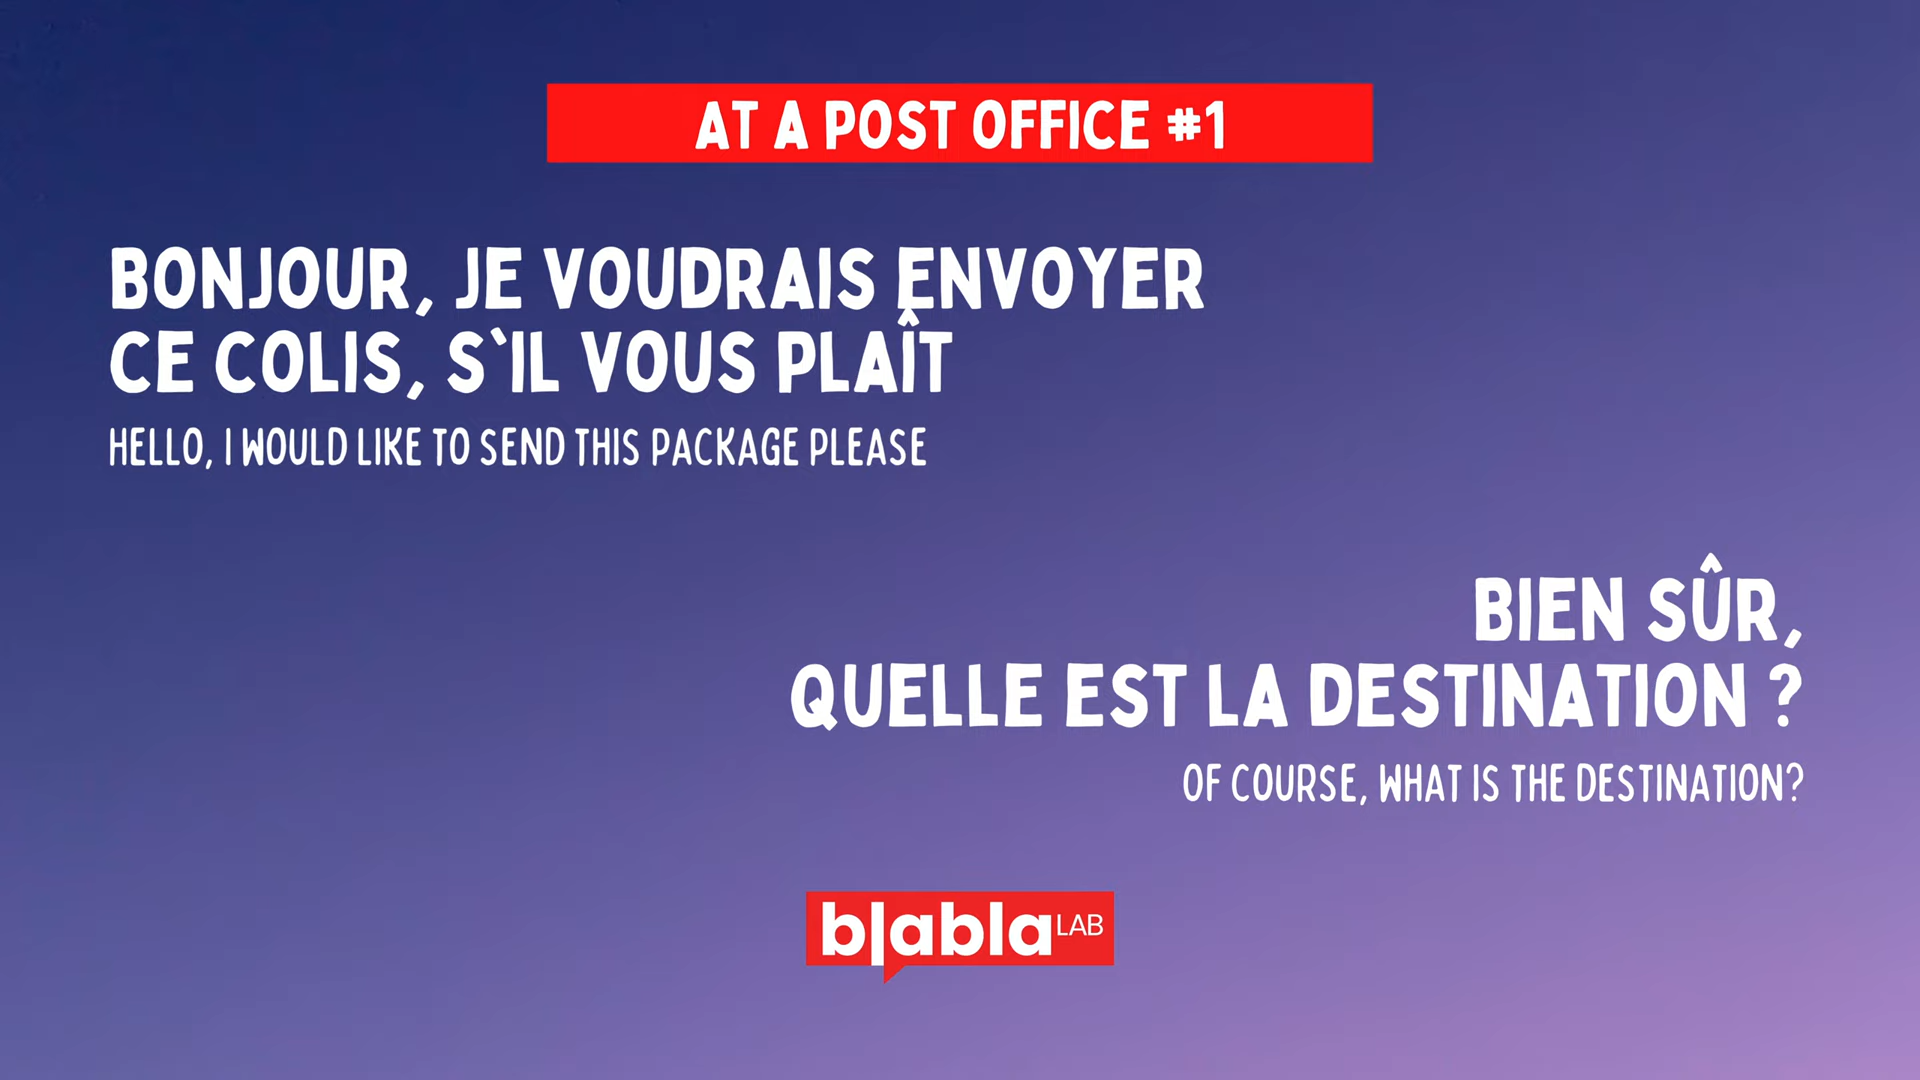 AT A POST OFFICE #1
BONJOUR, JE VOUDRAIS ENVOYER
CE COLIS, S'IL VOUS PLAÎT
HELLO, I WOULD LIKE TO SEND THIS PACKAGE PLEASE
BIEN SÛR,
QUELLE EST LA DESTINATION ?
OF COURSE, WHAT IS THE DESTINATION?
blabla LAB